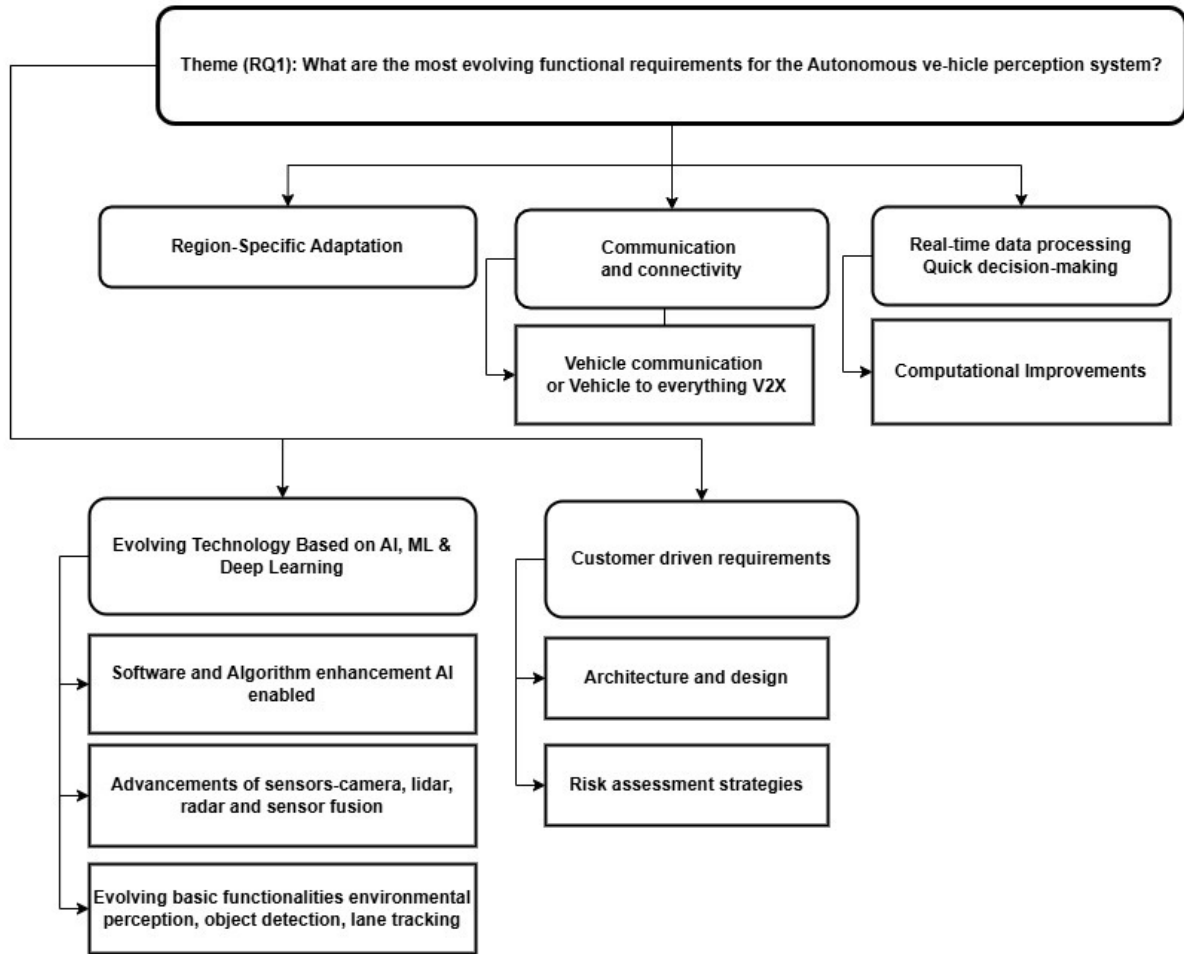 Theme (RQ1): What are the most evolving functional requirements for the Autonomous ve-hicle perception system?
Region-Specific Adaptation
Communication
and connectivity
Real-time data processing
Quick decision-making
Vehicle communication
or Vehicle to everything V2X
Computational Improvements
Evolving Technology Based on AI, ML &
Deep Learning
Customer driven requirements
Software and Algorithm enhancement AI
enabled
Architecture and design
Advancements of sensors-camera, lidar,
radar and sensor fusion
Risk assessment strategies
Evolving basic functionalities environmental
perception, object detection, lane tracking